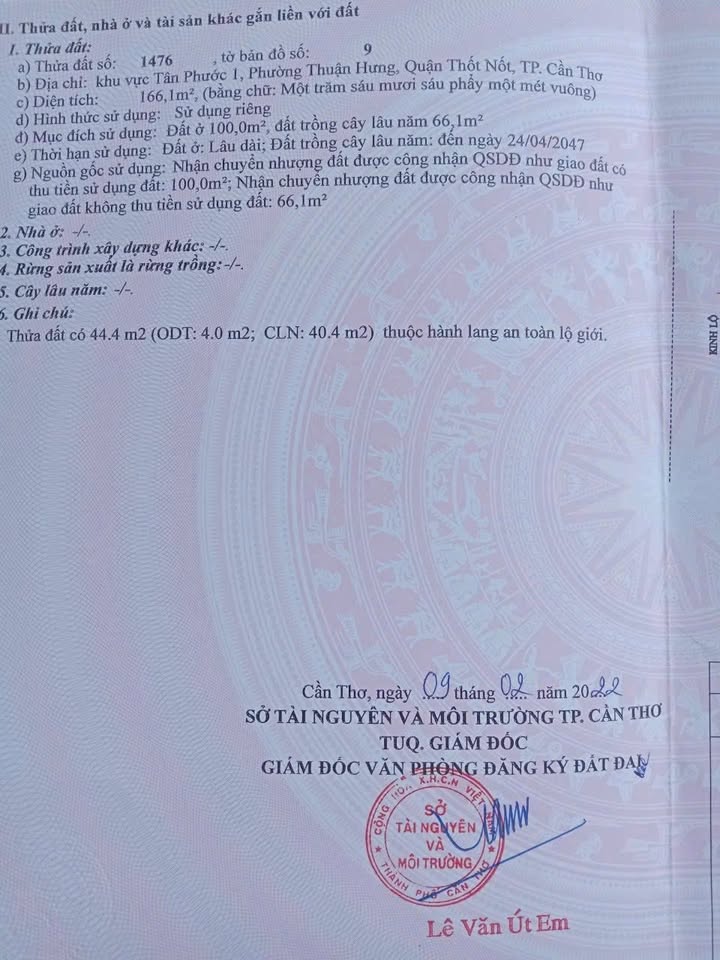 II. Thửa đất, nhà ở và tài sản khác gắn liền với đất
1. Thửa đất:
a) Thửa đất số: 1476 , tờ bản đồ số: 9
b) Địa chỉ: khu vực Tân Phước 1, Phường Thuận Hưng, Quận Thốt Nốt, TP. Cần Thơ
c) Diện tích: 166,1m², (bằng chữ: Một trăm sáu mươi sáu phẩy một mét vuông)
d) Hình thức sử dụng: Sử dụng riêng
đ) Mục đích sử dụng: Đất ở 100,0m², đất trồng cây lâu năm 66,1m²
e) Thời hạn sử dụng: Đất ở: Lâu dài; Đất trồng cây lâu năm: đến ngày 24/04/2047
g) Nguồn gốc sử dụng: Nhận chuyển nhượng đất được công nhận QSDĐ như giao đất có
thu tiền sử dụng đất: 100,0m²; Nhận chuyển nhượng đất được công nhận QSDĐ như
giao đất không thu tiền sử dụng đất: 66,1m²
2. Nhà ở: -/-.
3. Công trình xây dựng khác: -/-.
4. Rừng sản xuất là rừng trồng: -/-.
5. Cây lâu năm: -/-.
6. Ghi chú:
Thửa đất có 44.4 m2 (ODT: 4.0 m2; CLN: 40.4 m2) thuộc hành lang an toàn lộ giới.
KINH LỘ
Cần Thơ, ngày 09 tháng 02 năm 2022
SỞ TÀI NGUYÊN VÀ MÔI TRƯỜNG TP. CẦN THƠ
TUQ. GIÁM ĐỐC
GIÁM ĐỐC VĂN PHÒNG ĐĂNG KÝ ĐẤT ĐAI
CỘNG HÒA X.H.C.N VIỆT NAM
SỞ
TÀI NGUYÊN
VÀ
MÔI TRƯỜNG
THÀNH PHỐ CẦN THƠ
Lê Văn Út Em